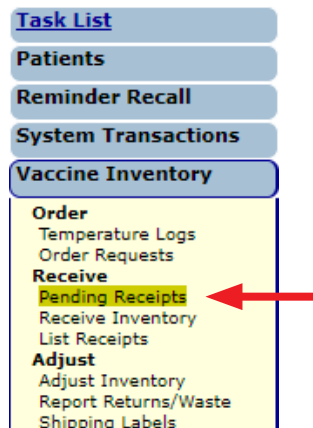 Task List
Patients
Reminder Recall
System Transactions
Vaccine Inventory
Order
Temperature Logs
Order Requests
Receive
Pending Receipts
Receive Inventory
List Receipts
Adjust
Adjust Inventory
Report Returns/Waste
Shipping Labels